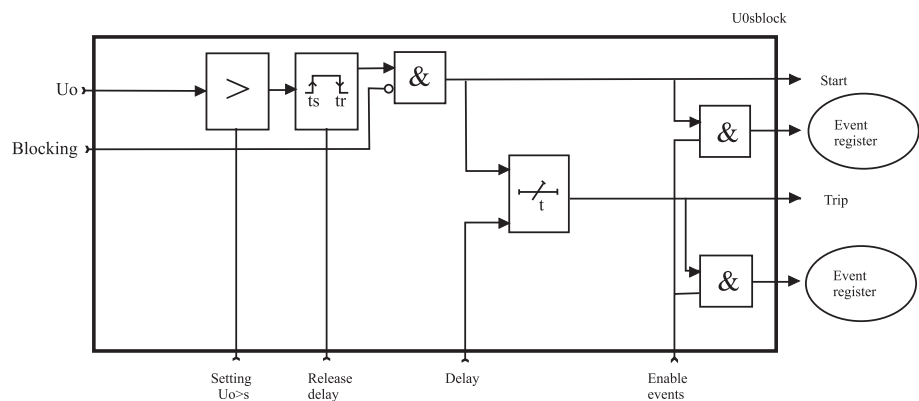 U0sblock
Uo
>
ts tr
&
Start
Event
register
&
Blocking
t
Trip
&
Event
register
Setting
Uo>s
Release
delay
Delay
Enable
events